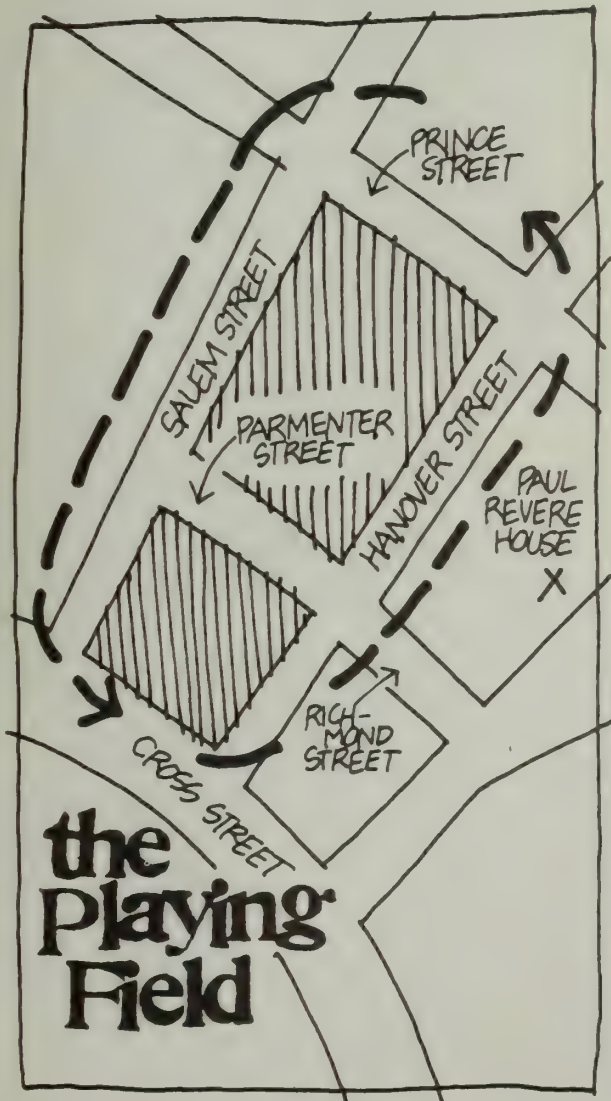 PRINCE
STREET
SALEM STREET
PARMENTER
STREET
HANOVER STREET
PAUL
REVERE
HOUSE
X
RICH-
MOND
STREET
CROSS STREET
the
Playing
Field